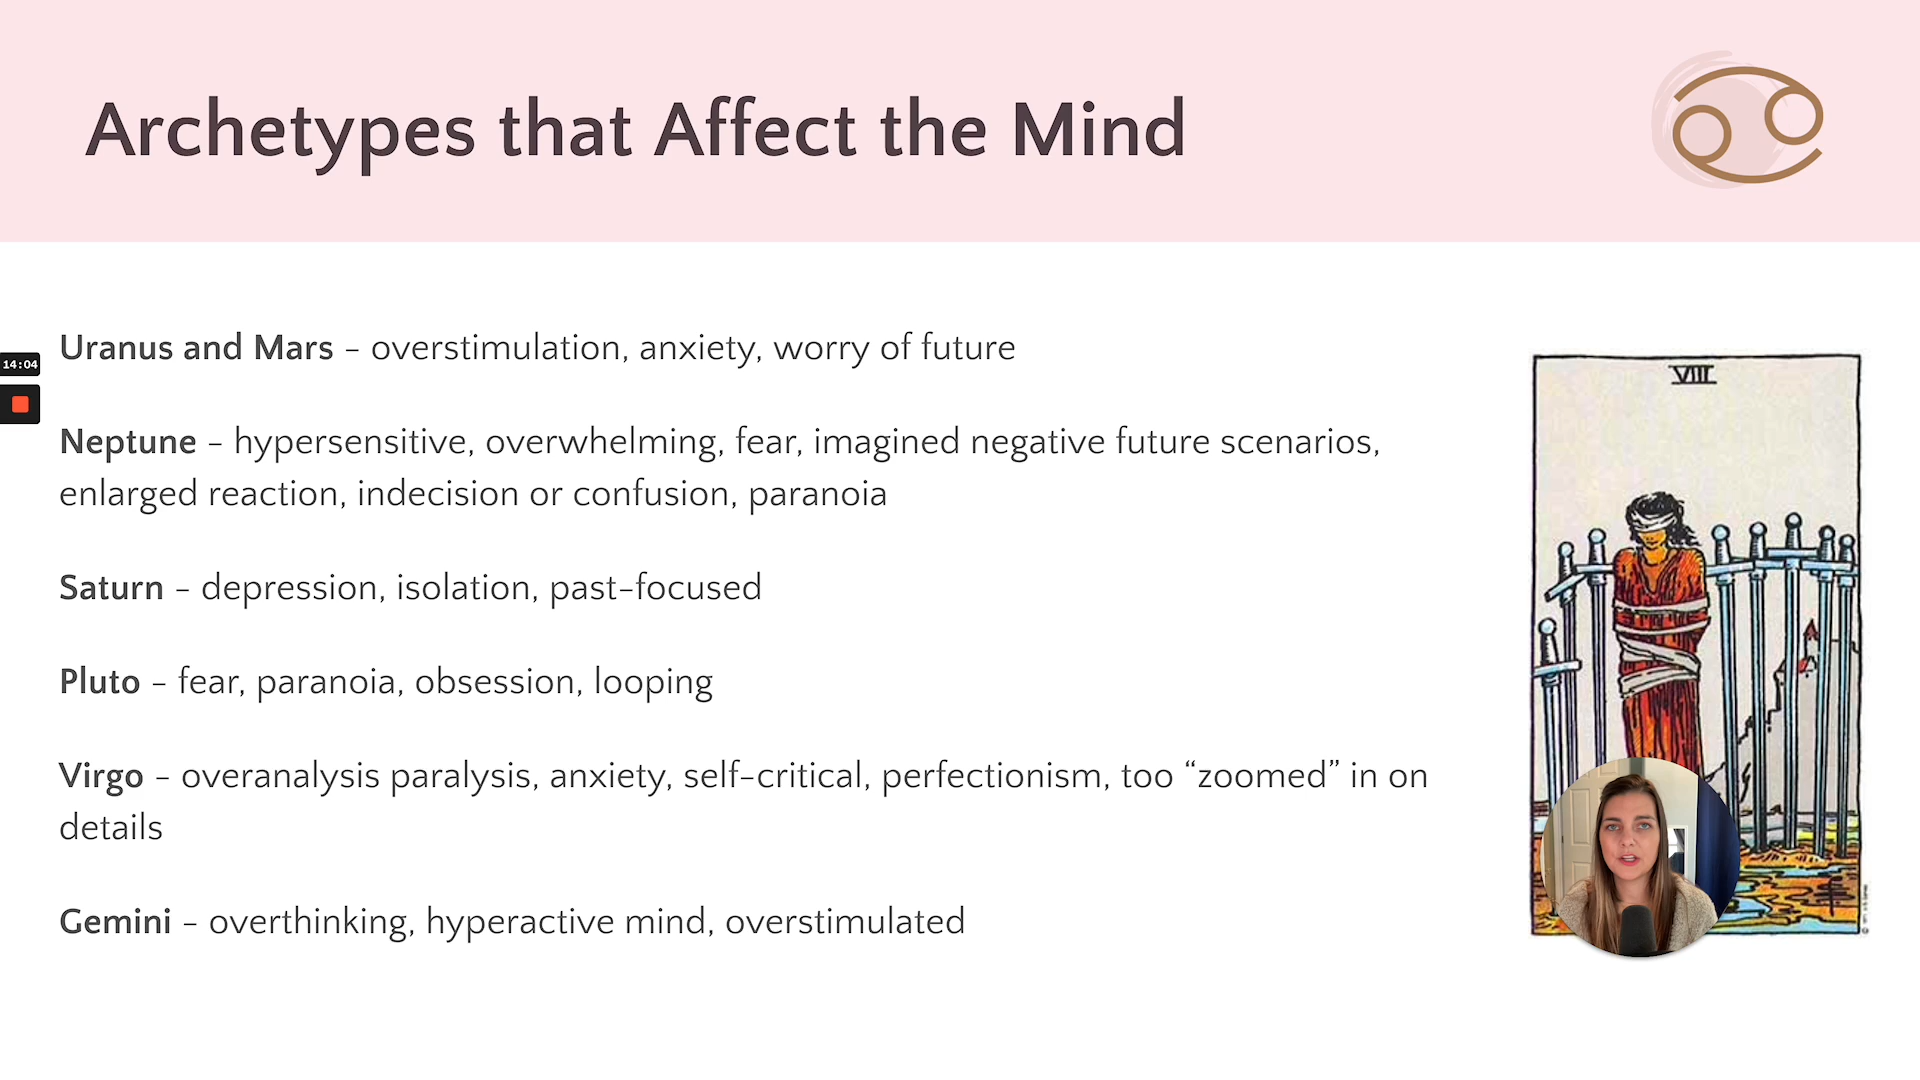 Archetypes that Affect the Mind
14:04
Uranus and Mars – overstimulation, anxiety, worry of future
Neptune – hypersensitive, overwhelming, fear, imagined negative future scenarios,
enlarged reaction, indecision or confusion, paranoia
Saturn – depression, isolation, past-focused
Pluto – fear, paranoia, obsession, looping
Virgo – overanalysis paralysis, anxiety, self-critical, perfectionism, too “zoomed” in on
details
Gemini – overthinking, hyperactive mind, overstimulated
VIII